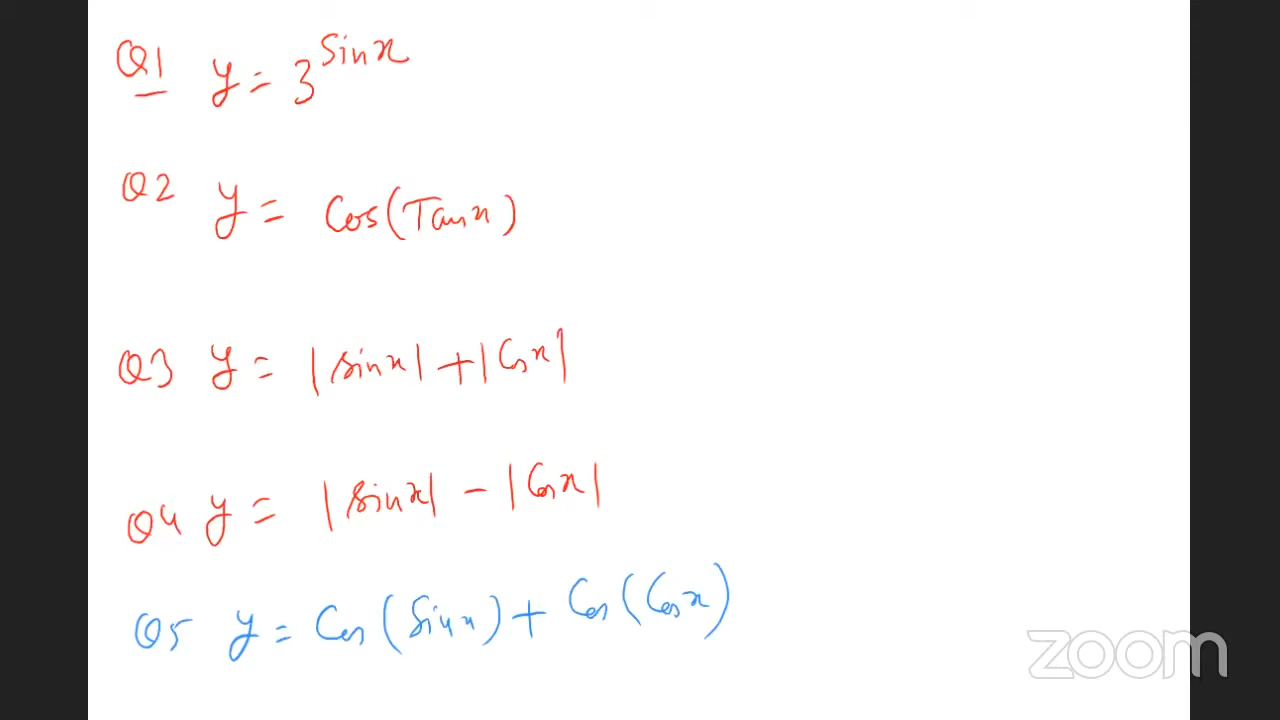 Q1 y = 3^Sinx
Q2 y = Cos(Tanx)
Q3 y = |sinx| + |Cosx|
Q4 y = |sinx| - |Cosx|
Q5 y = Cos(Sinx) + Cos(Cosx)
zoom